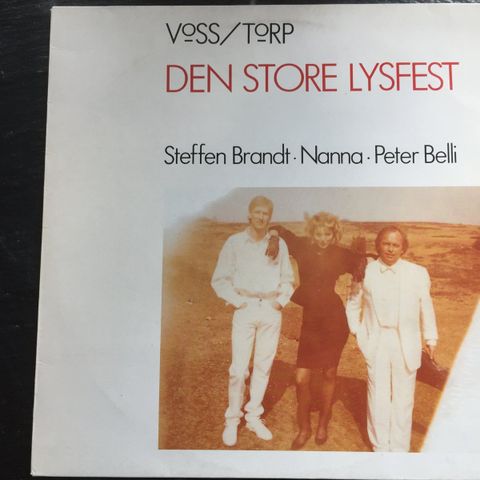 VoSS/ToRP
DEN STORE LYSFEST
Steffen Brandt · Nanna · Peter Belli